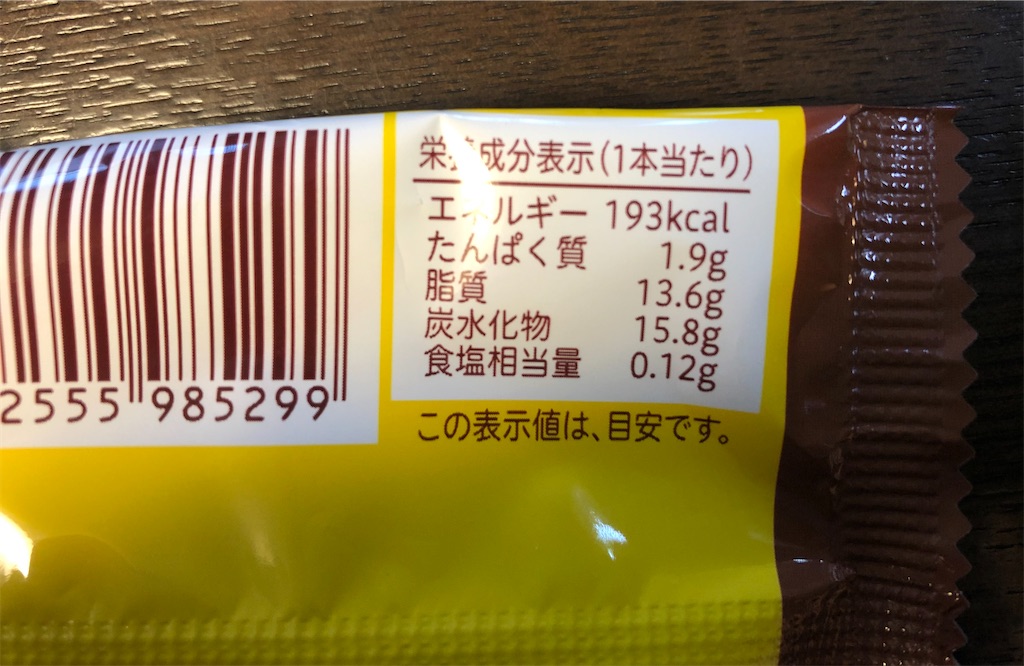 栄養成分表示(1本当たり)
エネルギー 193kcal
たんぱく質 1.9g
脂質 13.6g
炭水化物 15.8g
食塩相当量 0.12g
この表示値は、目安です。
2555 985299